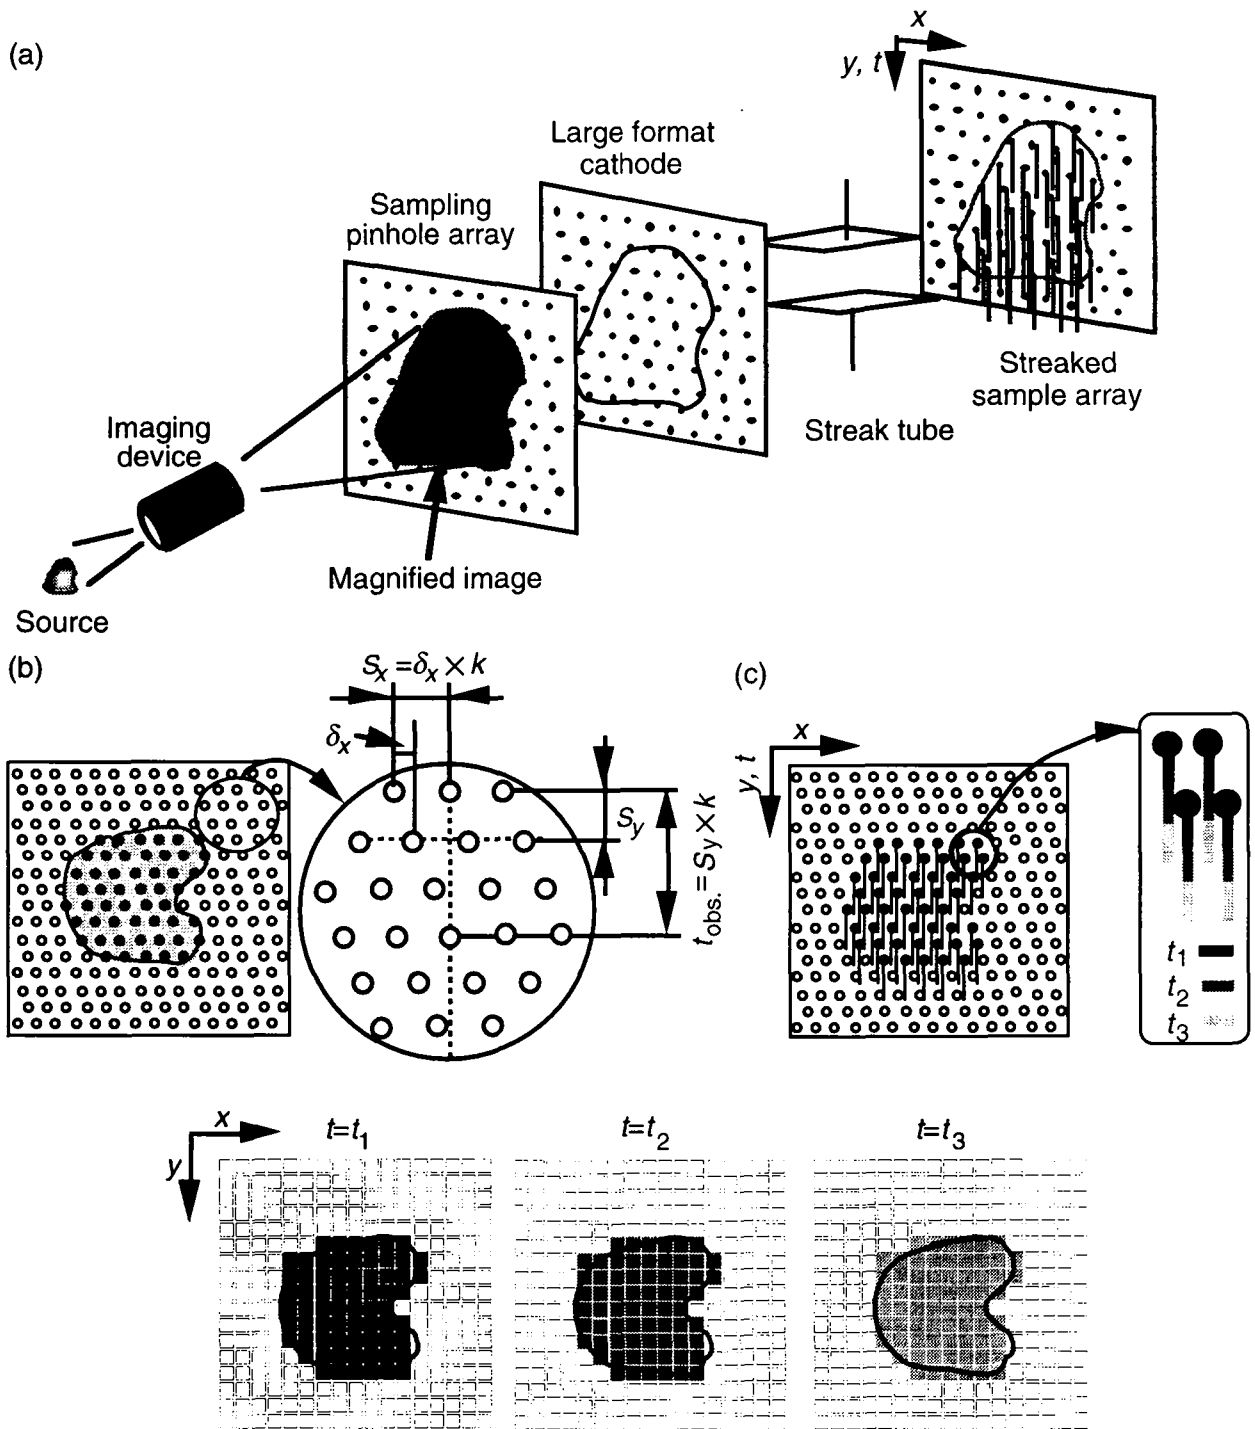 (a)
x
y, t
Large format
cathode
Sampling
pinhole array
Imaging
device
Streaked
sample array
Streak tube
Magnified image
Source
(b)
Sx = δx × k
δx
Sy
tobs. = Sy × k
(c)
x
y, t
t1
t2
t3
x
y
t=t1
t=t2
t=t3